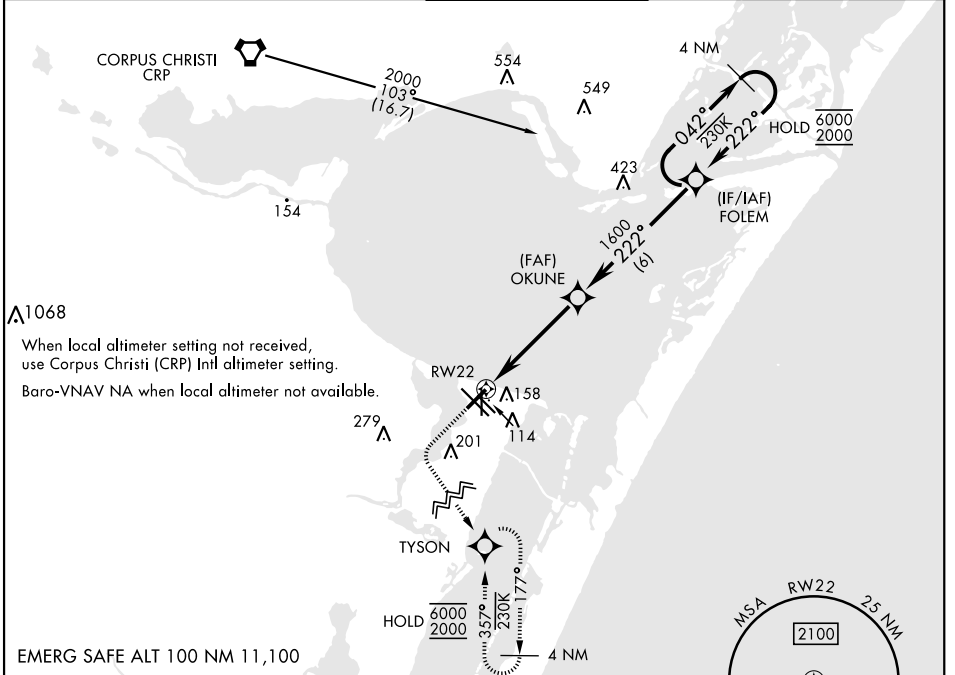 CORPUS CHRISTI
CRP
2000
103°
(16.7)
554
549
423
154
4 NM
042°
230K
222°
HOLD 6000
2000
(IF/IAF)
FOLEM
1600
222°
(6)
(FAF)
OKUNE
1068
When local altimeter setting not received,
use Corpus Christi (CRP) Intl altimeter setting.
Baro-VNAV NA when local altimeter not available.
RW22
158
114
279
201
TYSON
HOLD 6000
2000
357°
230K
177°
4 NM
EMERG SAFE ALT 100 NM 11,100
MSA RW22 25 NM
2100